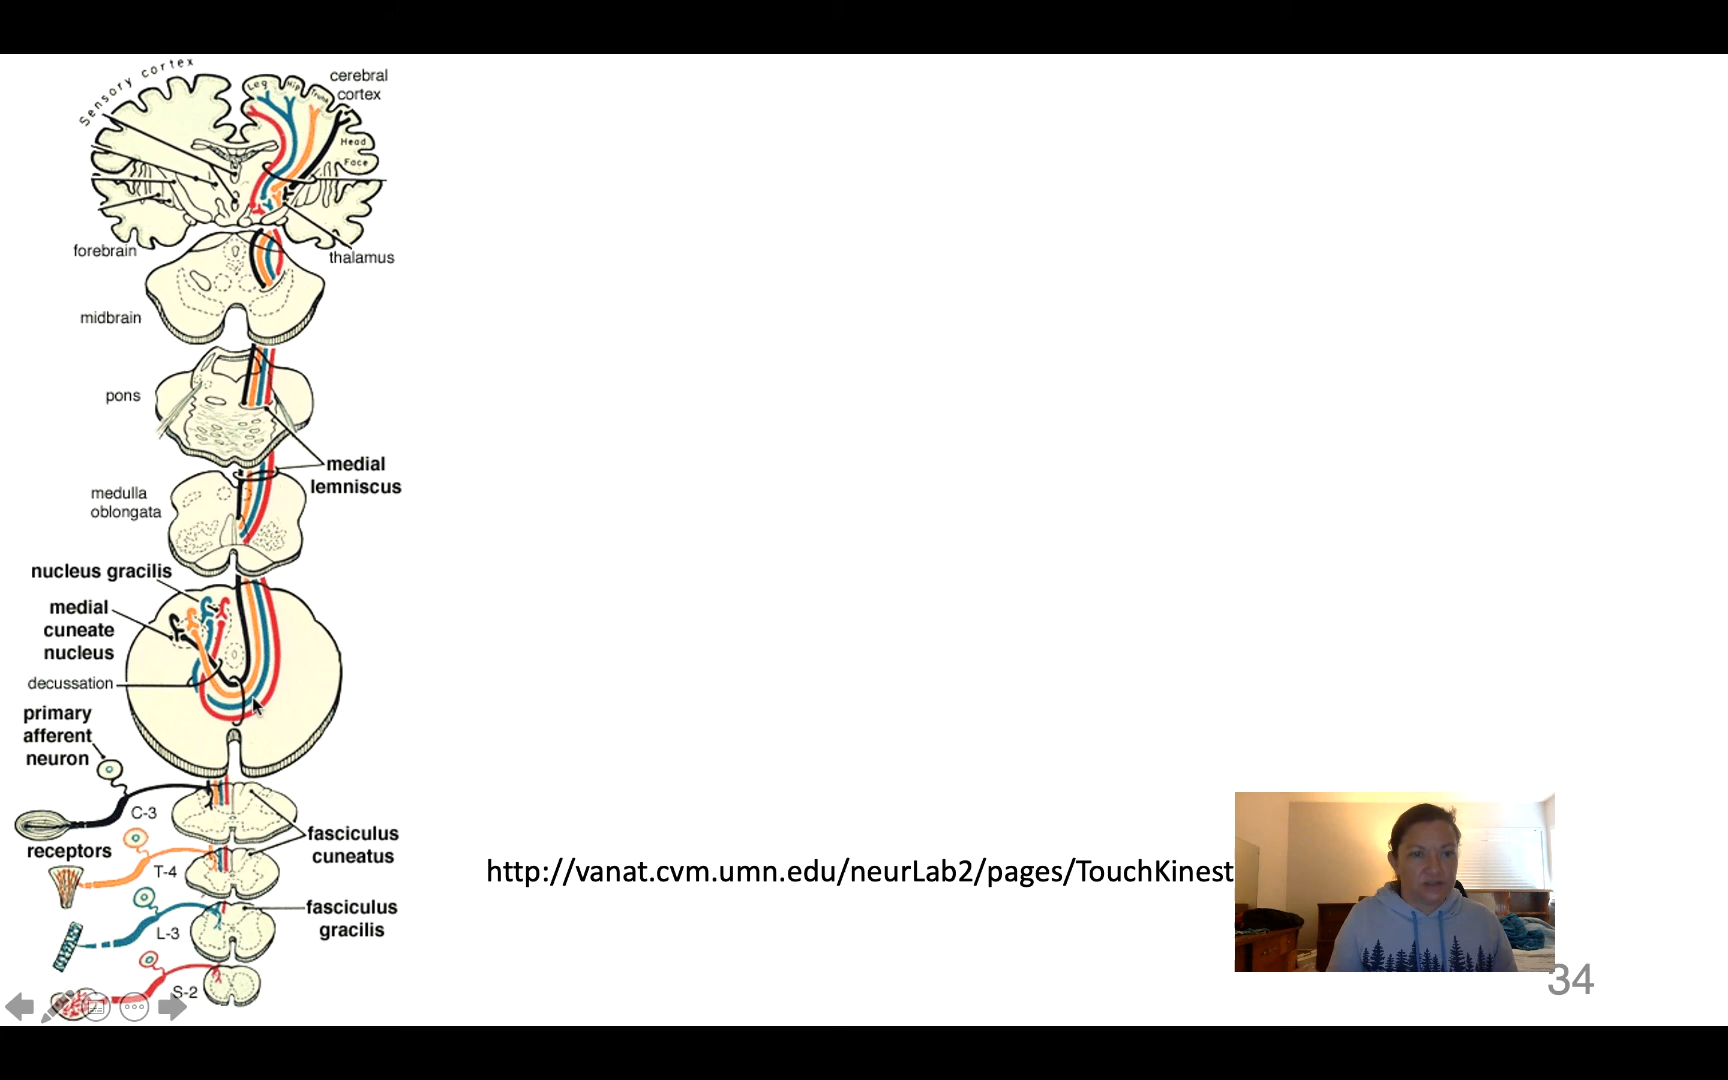 Sensory cortex
cerebral
cortex
Leg
Hip
Trunk
Head
Face
forebrain
thalamus
midbrain
pons
medial
lemniscus
medulla
oblongata
nucleus gracilis
medial
cuneate
nucleus
decussation
primary
afferent
neuron
C-3
receptors
fasciculus
cuneatus
T-4
http://vanat.cvm.umn.edu/neurLab2/pages/TouchKinest
fasciculus
gracilis
L-3
S-2
34